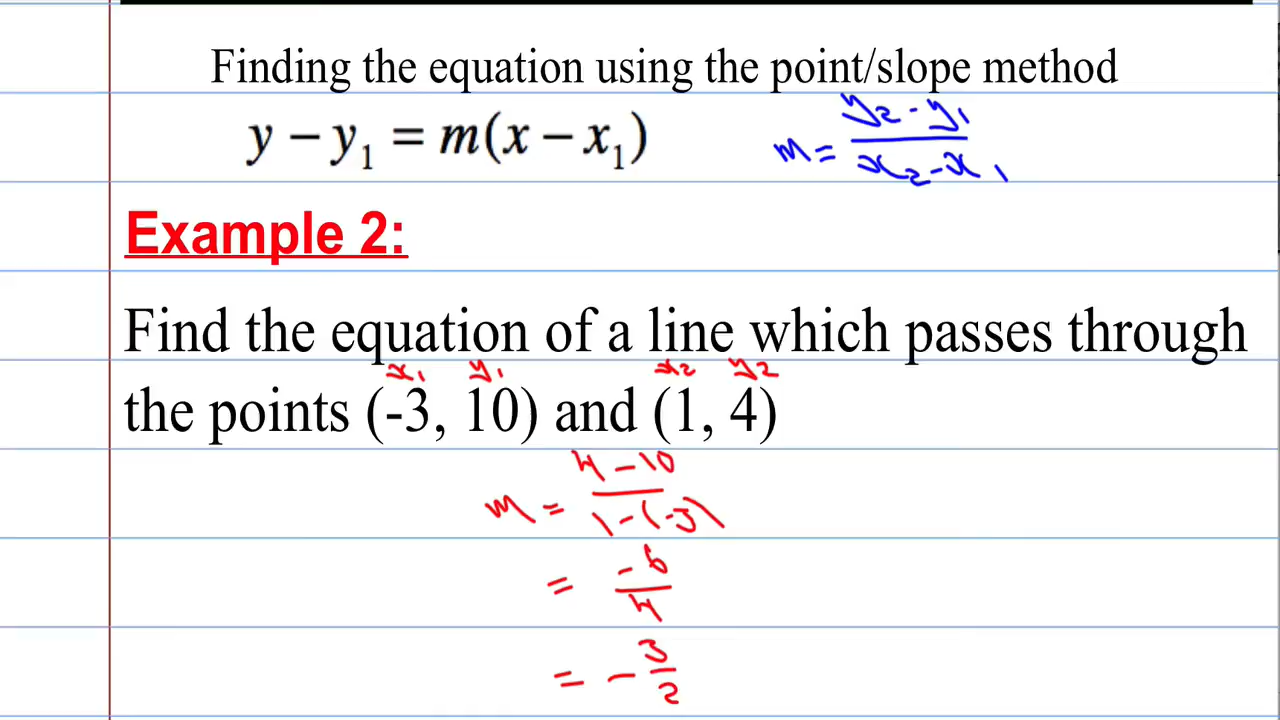 Finding the equation using the point/slope method
y − y₁ = m(x − x₁)
m = (y₂ - y₁)/(x₂ - x₁)
Example 2:
Find the equation of a line which passes through
x₁ y₁ x₂ y₂
the points (-3, 10) and (1, 4)
m = (4 - 10)/(1 - (-3))
= -6/4
= - 3/2